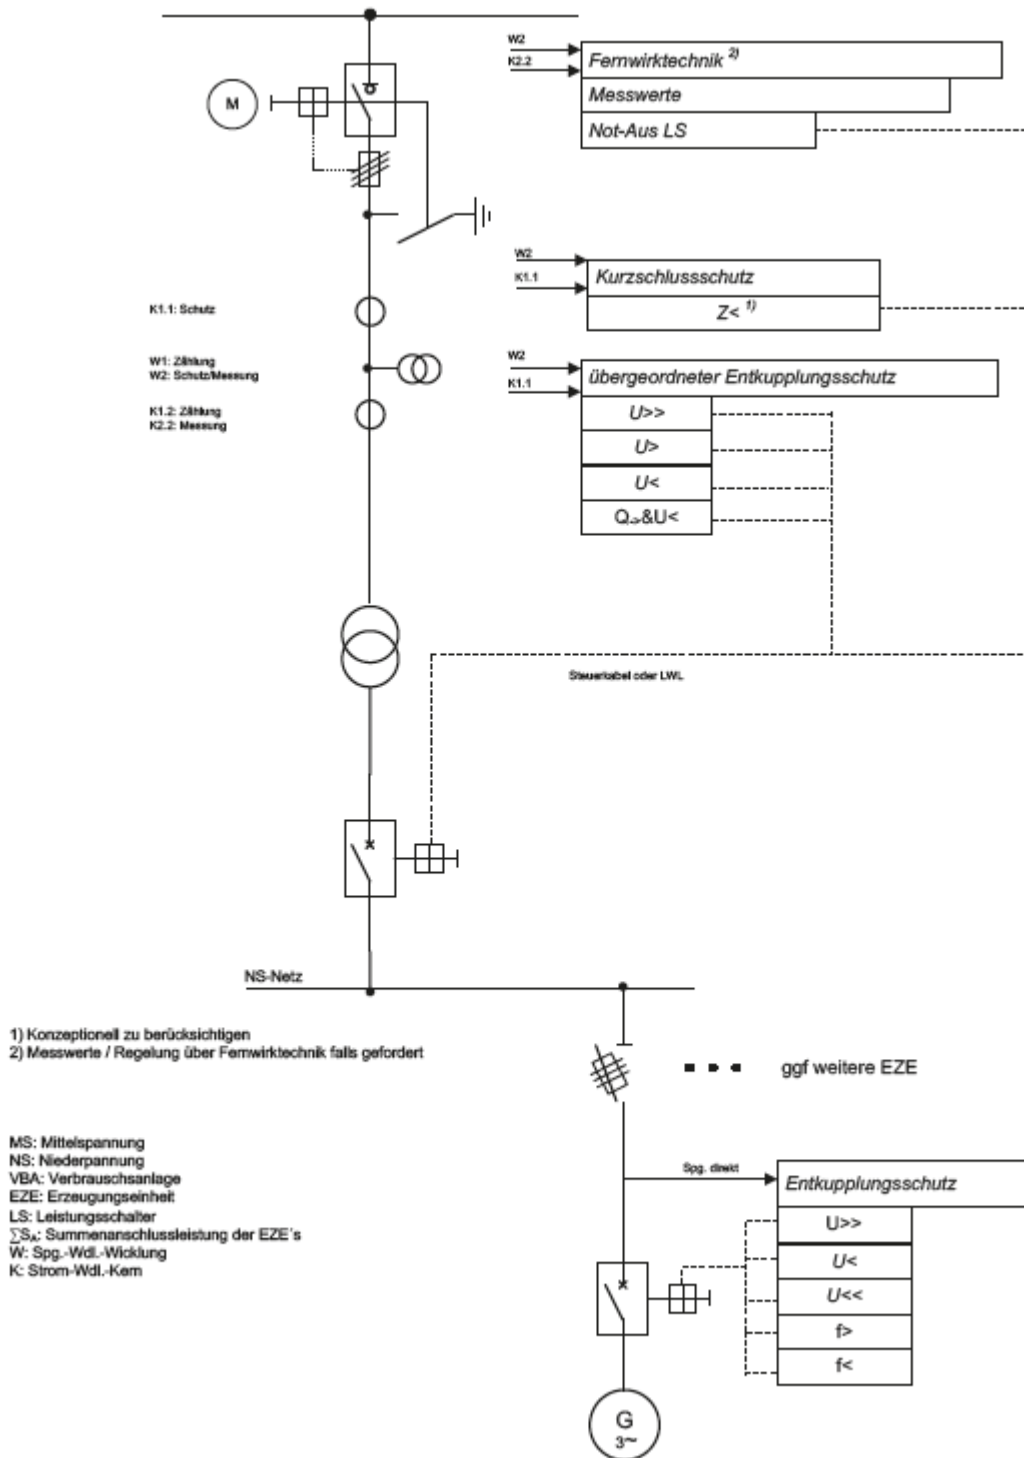 W2
K2.2
Fernwirktechnik 2)
Messwerte
Not-Aus LS
M
W2
K1.1
Kurzschlussschutz
Z< 1)
K1.1: Schutz
W1: Zählung
W2: Schutz/Messung
K1.2: Zählung
K2.2: Messung
W2
K1.1
übergeordneter Entkupplungsschutz
U>>
U>
U<
Q->&U<
Steuerkabel oder LWL
NS-Netz
1) Konzeptionell zu berücksichtigen
2) Messwerte / Regelung über Fernwirktechnik falls gefordert
ggf weitere EZE
MS: Mittelspannung
NS: Niederpannung
VBA: Verbrauschsanlage
EZE: Erzeugungseinheit
LS: Leistungsschalter
∑SA: Summenanschlussleistung der EZE´s
W: Spg.-Wdl.-Wicklung
K: Strom-Wdl.-Kern
Spg. direkt
Entkupplungsschutz
U>>
U<
U<<
f>
f<
G
3~